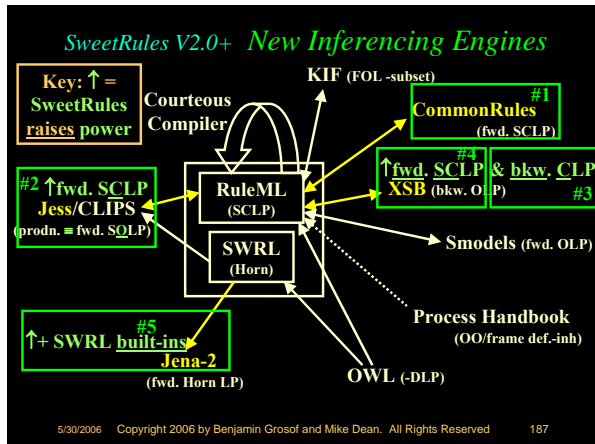 SweetRules V2.0+ New Inferencing Engines
Key: ↑ =
SweetRules
raises power
Courteous
Compiler
KIF (FOL -subset)
#1
CommonRules
(fwd. SCLP)
#2 ↑fwd. SCLP
Jess/CLIPS
(prodn. ≡ fwd. SOLP)
RuleML
(SCLP)
#4
↑fwd. SCLP & bkw. CLP
XSB (bkw. OLP)
#3
SWRL
(Horn)
Smodels (fwd. OLP)
Process Handbook
(OO/frame def.-inh)
#5
↑+ SWRL built-ins
Jena-2
(fwd. Horn LP)
OWL (-DLP)
5/30/2006 Copyright 2006 by Benjamin Grosof and Mike Dean. All Rights Reserved 187